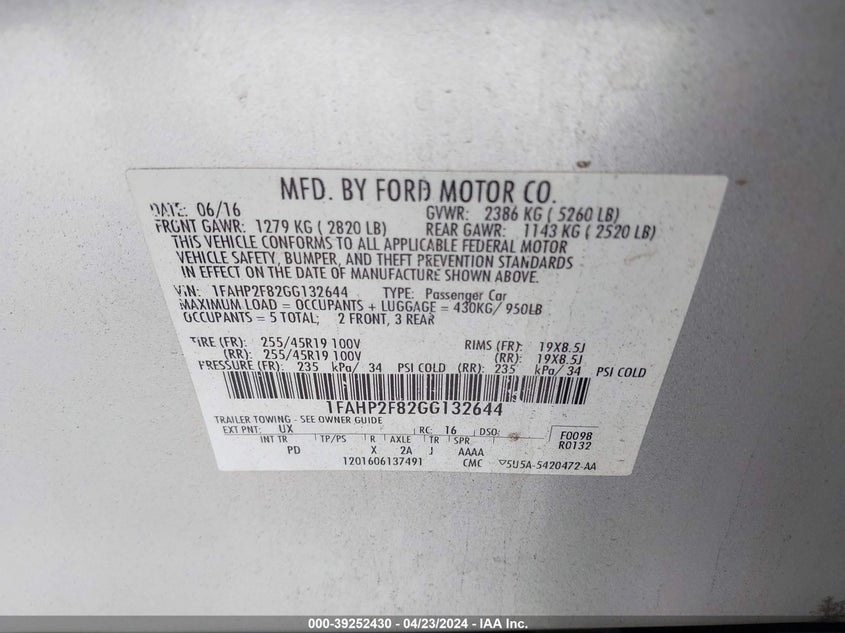 MFD. BY FORD MOTOR CO.
DATE: 06/16 GVWR: 2386 KG ( 5260 LB)
FRONT GAWR: 1279 KG ( 2820 LB) REAR GAWR: 1143 KG ( 2520 LB)
THIS VEHICLE CONFORMS TO ALL APPLICABLE FEDERAL MOTOR
VEHICLE SAFETY, BUMPER, AND THEFT PREVENTION STANDARDS
IN EFFECT ON THE DATE OF MANUFACTURE SHOWN ABOVE.
VIN: 1FAHP2F82GG132644 TYPE: Passenger Car
MAXIMUM LOAD = OCCUPANTS + LUGGAGE = 430KG/ 950LB
OCCUPANTS = 5 TOTAL; 2 FRONT, 3 REAR
TIRE (FR): 255/45R19 100V RIMS (FR): 19X8.5J
(RR): 255/45R19 100V (RR): 19X8.5J
PRESSURE (FR): 235 kPa/ 34 PSI COLD (RR): 235 kPa/ 34 PSI COLD
1FAHP2F82GG132644
TRAILER TOWING - SEE OWNER GUIDE
EXT PNT: UX RC: 16 DSO: F0098
INT TR TP/PS R AXLE TR SPR R0132
PD X 2A J AAAA
1201606137491 CMC ▽5U5A-5420472-AA
000-39252430 - 04/23/2024 - IAA Inc.